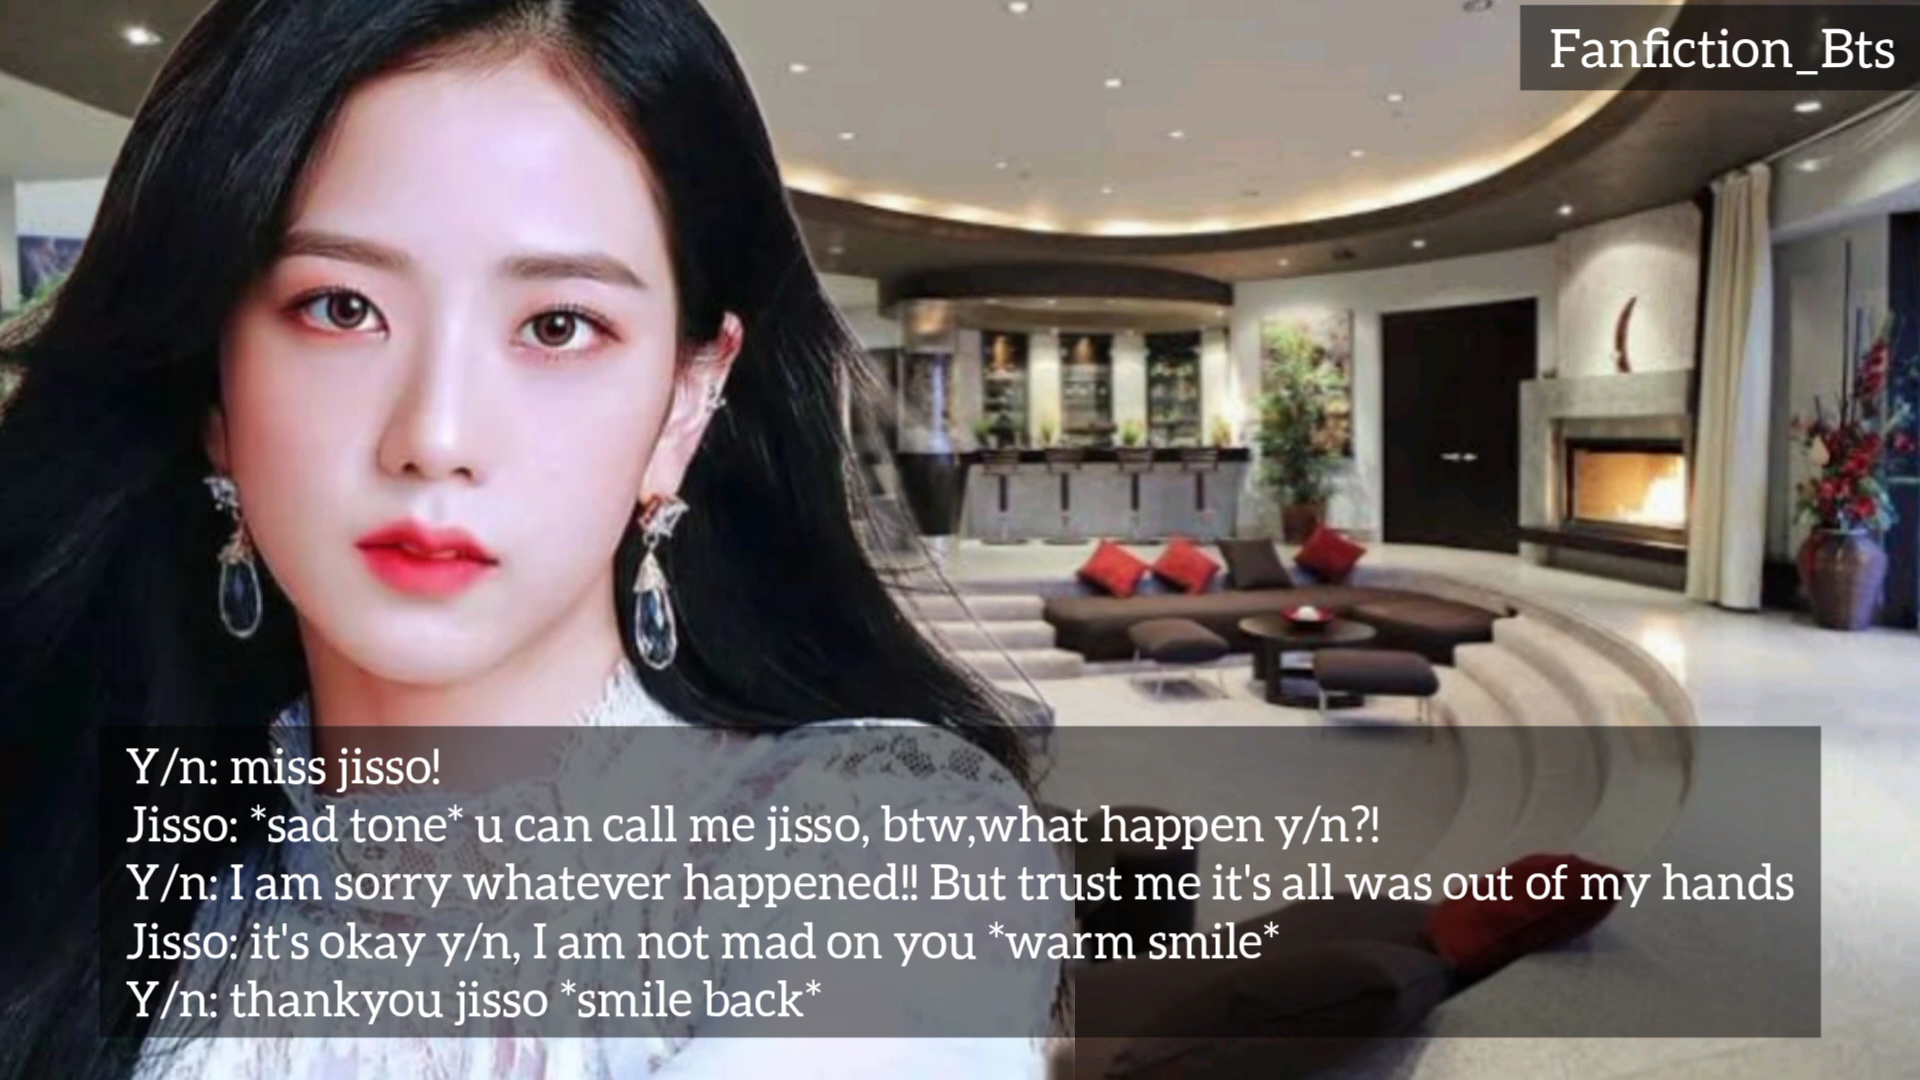 Fanfiction_Bts
Y/n: miss jisso!
Jisso: *sad tone* u can call me jisso, btw,what happen y/n?!
Y/n: I am sorry whatever happened!! But trust me it's all was out of my hands
Jisso: it's okay y/n, I am not mad on you *warm smile*
Y/n: thankyou jisso *smile back*